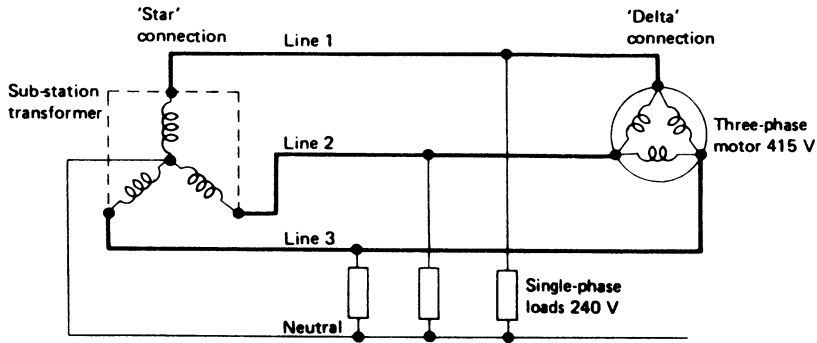 'Star'
connection
Line 1
'Delta'
connection
Sub-station
transformer
Line 2
Three-phase
motor 415 V
Line 3
Single-phase
loads 240 V
Neutral